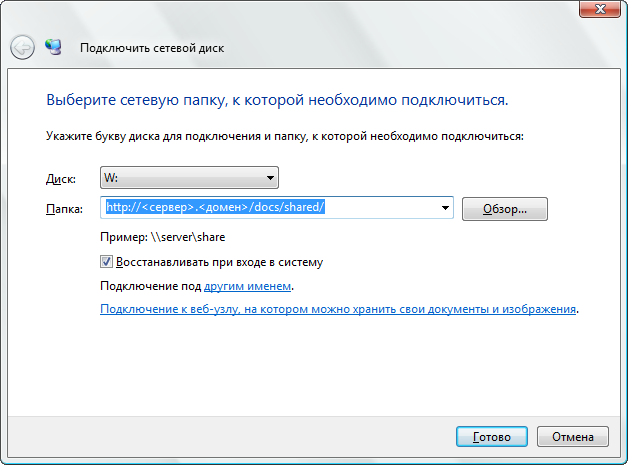 Подключить сетевой диск
Выберите сетевую папку, к которой необходимо подключиться.
Укажите букву диска для подключения и папку, к которой необходимо подключиться:
Диск: W:
Папка: http://<сервер>.<домен>/docs/shared/ Обзор...
Пример: \\server\share
Восстанавливать при входе в систему
Подключение под другим именем.
Подключение к веб-узлу, на котором можно хранить свои документы и изображения.
Готово Отмена